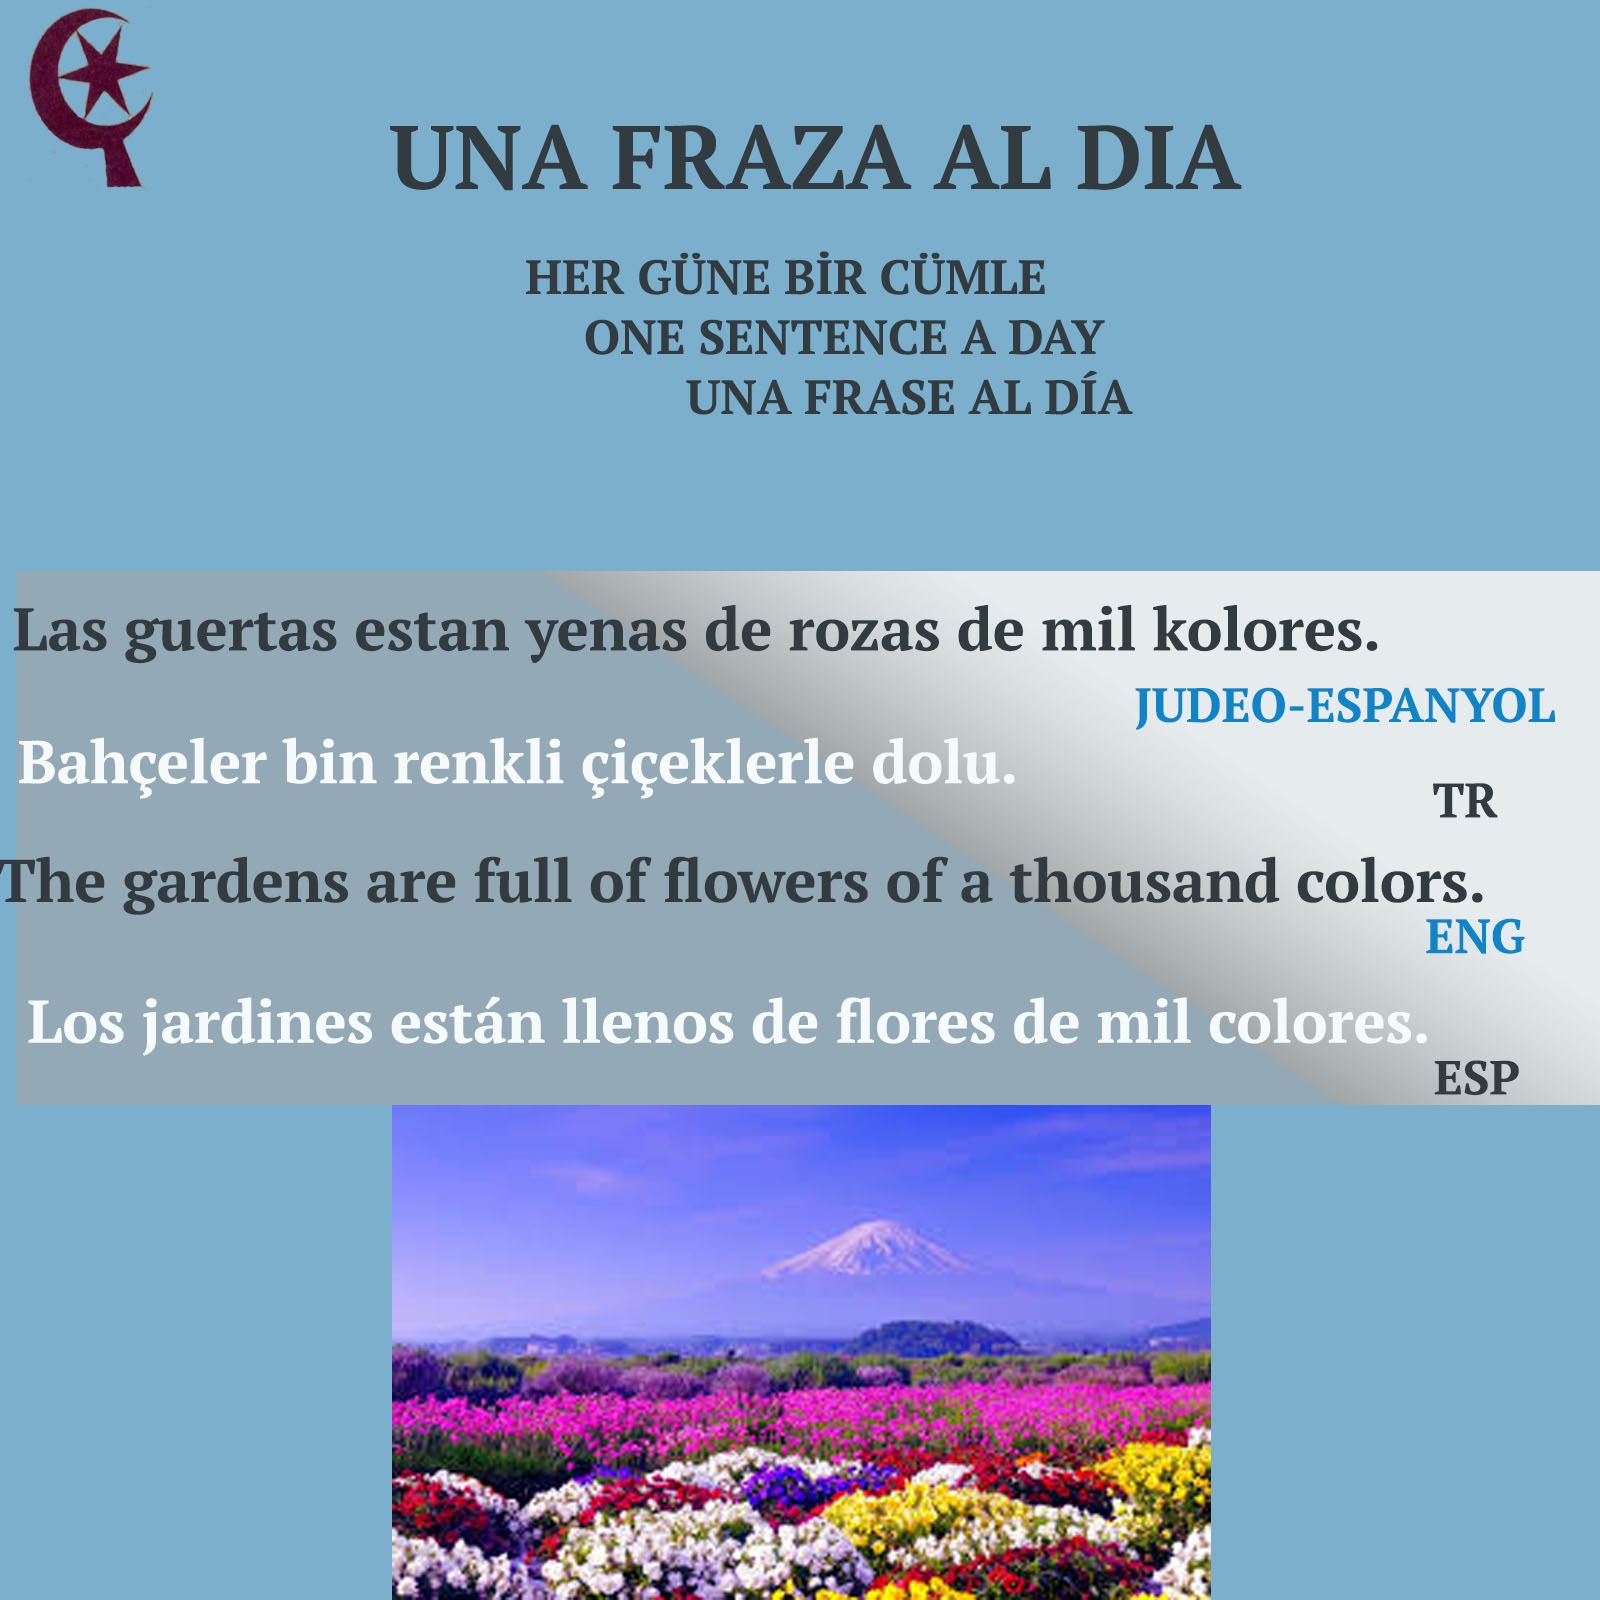 UNA FRAZA AL DIA
HER GÜNE BİR CÜMLE
ONE SENTENCE A DAY
UNA FRASE AL DÍA
Las guertas estan yenas de rozas de mil kolores.
JUDEO-ESPANYOL
Bahçeler bin renkli çiçeklerle dolu.
TR
The gardens are full of flowers of a thousand colors.
ENG
Los jardines están llenos de flores de mil colores.
ESP